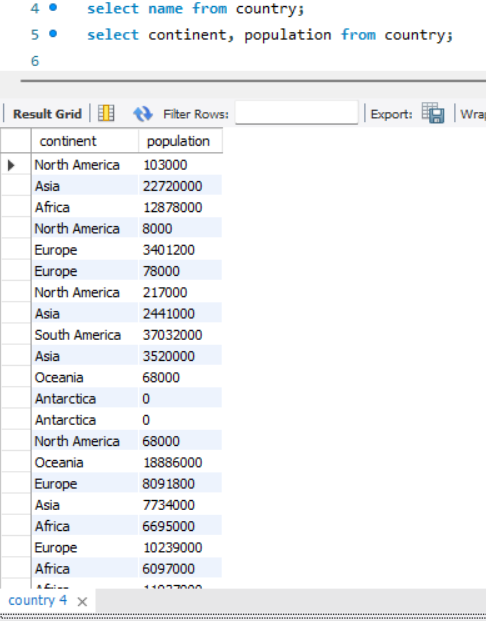 4 select name from country;
5 select continent, population from country;
6
Result Grid Filter Rows: Export: Wrap
continent population
North America 103000
Asia 22720000
Africa 12878000
North America 8000
Europe 3401200
Europe 78000
North America 217000
Asia 2441000
South America 37032000
Asia 3520000
Oceania 68000
Antarctica 0
Antarctica 0
North America 68000
Oceania 18886000
Europe 8091800
Asia 7734000
Africa 6695000
Europe 10239000
Africa 6097000
country 4